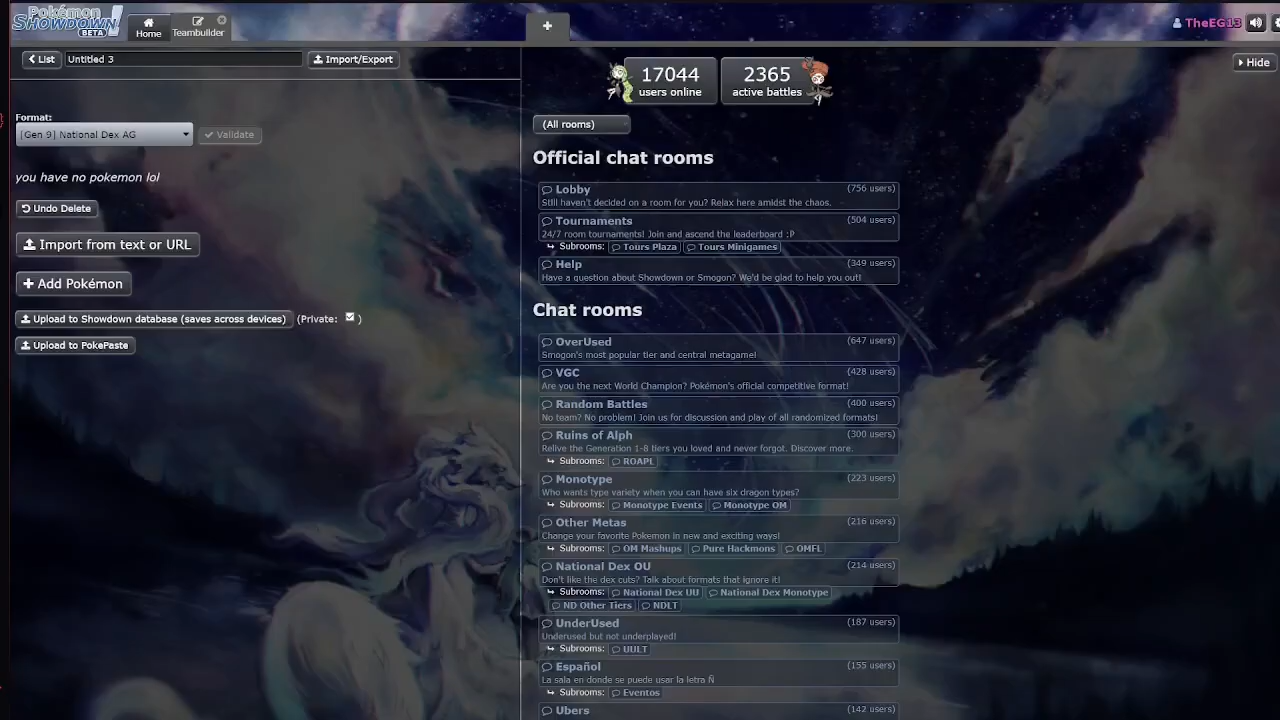 Pokémon
SHOWDOWN!
BETA
Home
Teambuilder
+
TheEG13
List
Untitled 3
Import/Export
Hide
17044
users online
2365
active battles
Format:
[Gen 9] National Dex AG
Validate
(All rooms)
Official chat rooms
you have no pokemon lol
Undo Delete
Import from text or URL
+ Add Pokémon
Upload to Showdown database (saves across devices) (Private: )
Upload to PokePaste
Lobby (756 users)
Still haven't decided on a room for you? Relax here amidst the chaos.
Tournaments (504 users)
24/7 room tournaments! Join and ascend the leaderboard :P
Subrooms: Tours Plaza Tours Minigames
Help (349 users)
Have a question about Showdown or Smogon? We'd be glad to help you out!
Chat rooms
OverUsed (647 users)
Smogon's most popular tier and central metagame!
VGC (428 users)
Are you the next World Champion? Pokémon's official competitive format!
Random Battles (400 users)
No team? No problem! Join us for discussion and play of all randomized formats!
Ruins of Alph (300 users)
Relive the Generation 1-8 tiers you loved and never forgot. Discover more.
Subrooms: ROAPL
Monotype (223 users)
Who wants type variety when you can have six dragon types?
Subrooms: Monotype Events Monotype OM
Other Metas (216 users)
Change your favorite Pokemon in new and exciting ways!
Subrooms: OM Mashups Pure Hackmons OMFL
National Dex OU (214 users)
Don't like the dex cuts? Talk about formats that ignore it!
Subrooms: National Dex UU National Dex Monotype
ND Other Tiers NDLT
UnderUsed (187 users)
Underused but not underplayed!
Subrooms: UULT
Español (155 users)
La sala en donde se puede usar la letra Ñ
Subrooms: Eventos
Ubers (142 users)